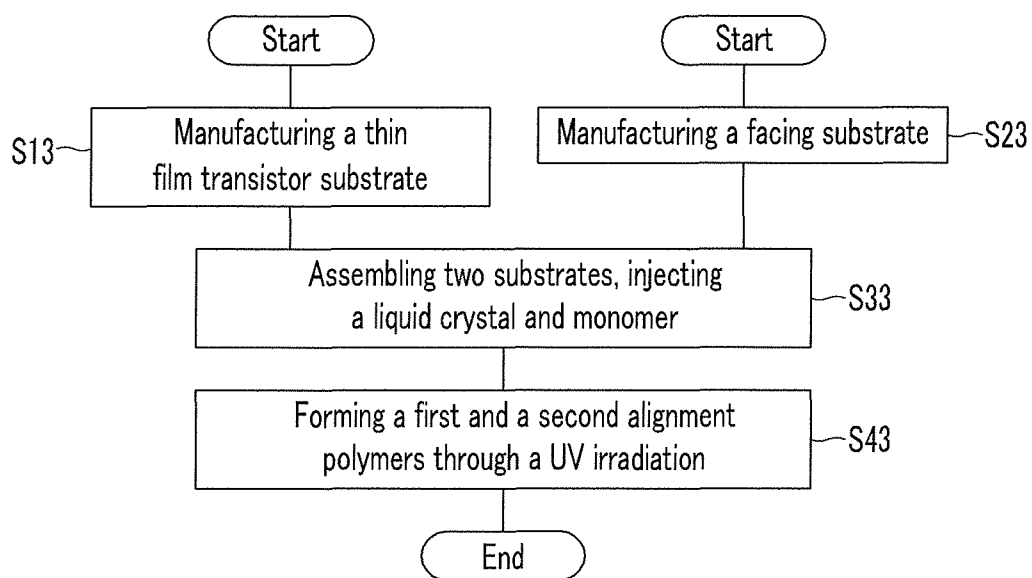 Start
Start
S13
Manufacturing a thin
film transistor substrate
Manufacturing a facing substrate
S23
Assembling two substrates, injecting
a liquid crystal and monomer
S33
Forming a first and a second alignment
polymers through a UV irradiation
S43
End